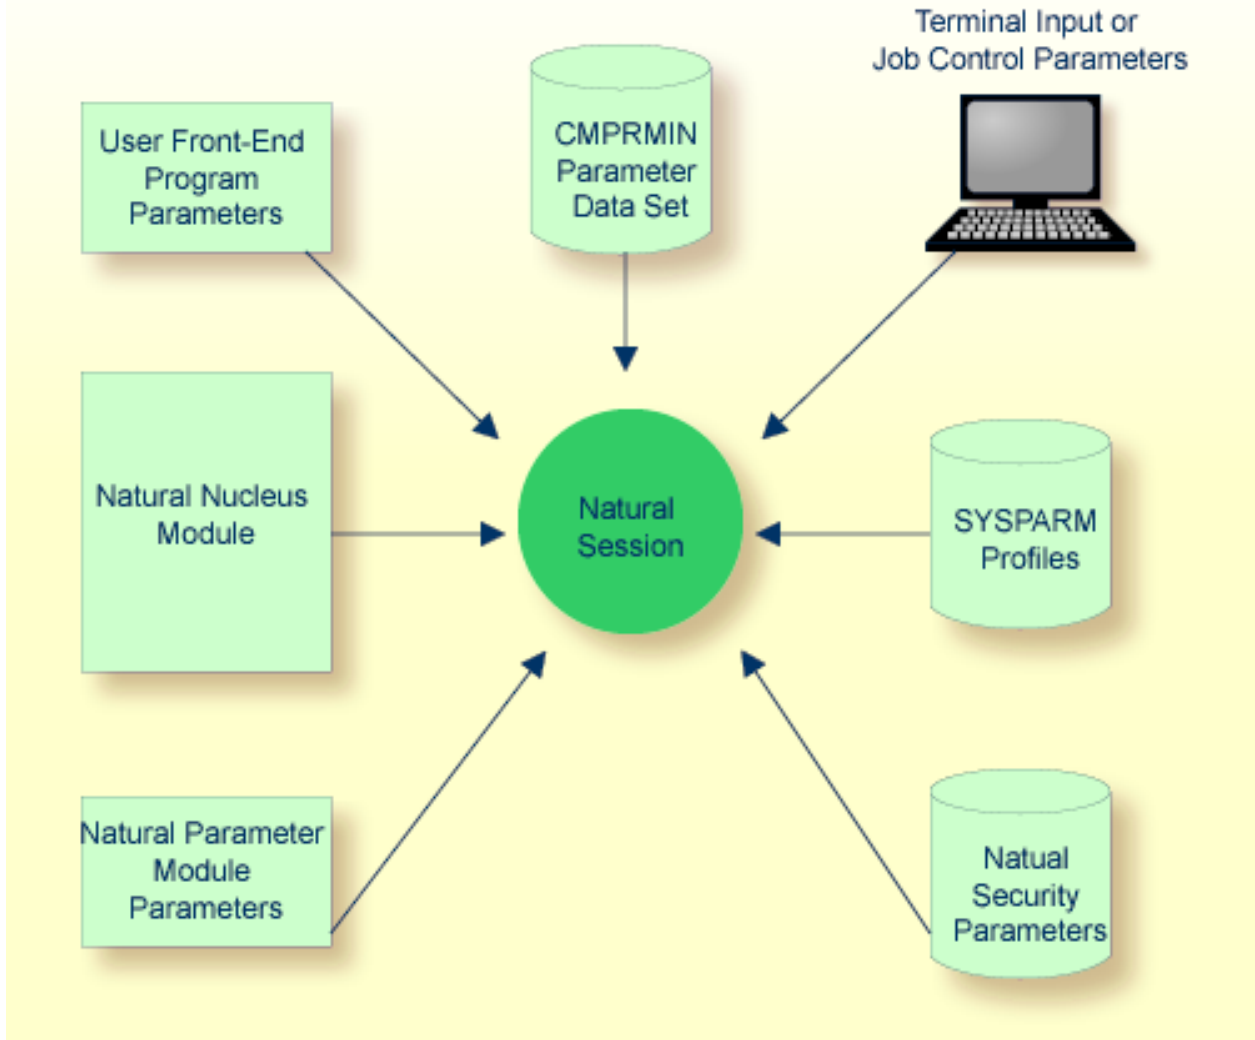 Terminal Input or
Job Control Parameters
User Front-End
Program
Parameters
CMPRMIN
Parameter
Data Set
Natural Nucleus
Module
Natural
Session
SYSPARM
Profiles
Natural Parameter
Module
Parameters
Natual
Security
Parameters